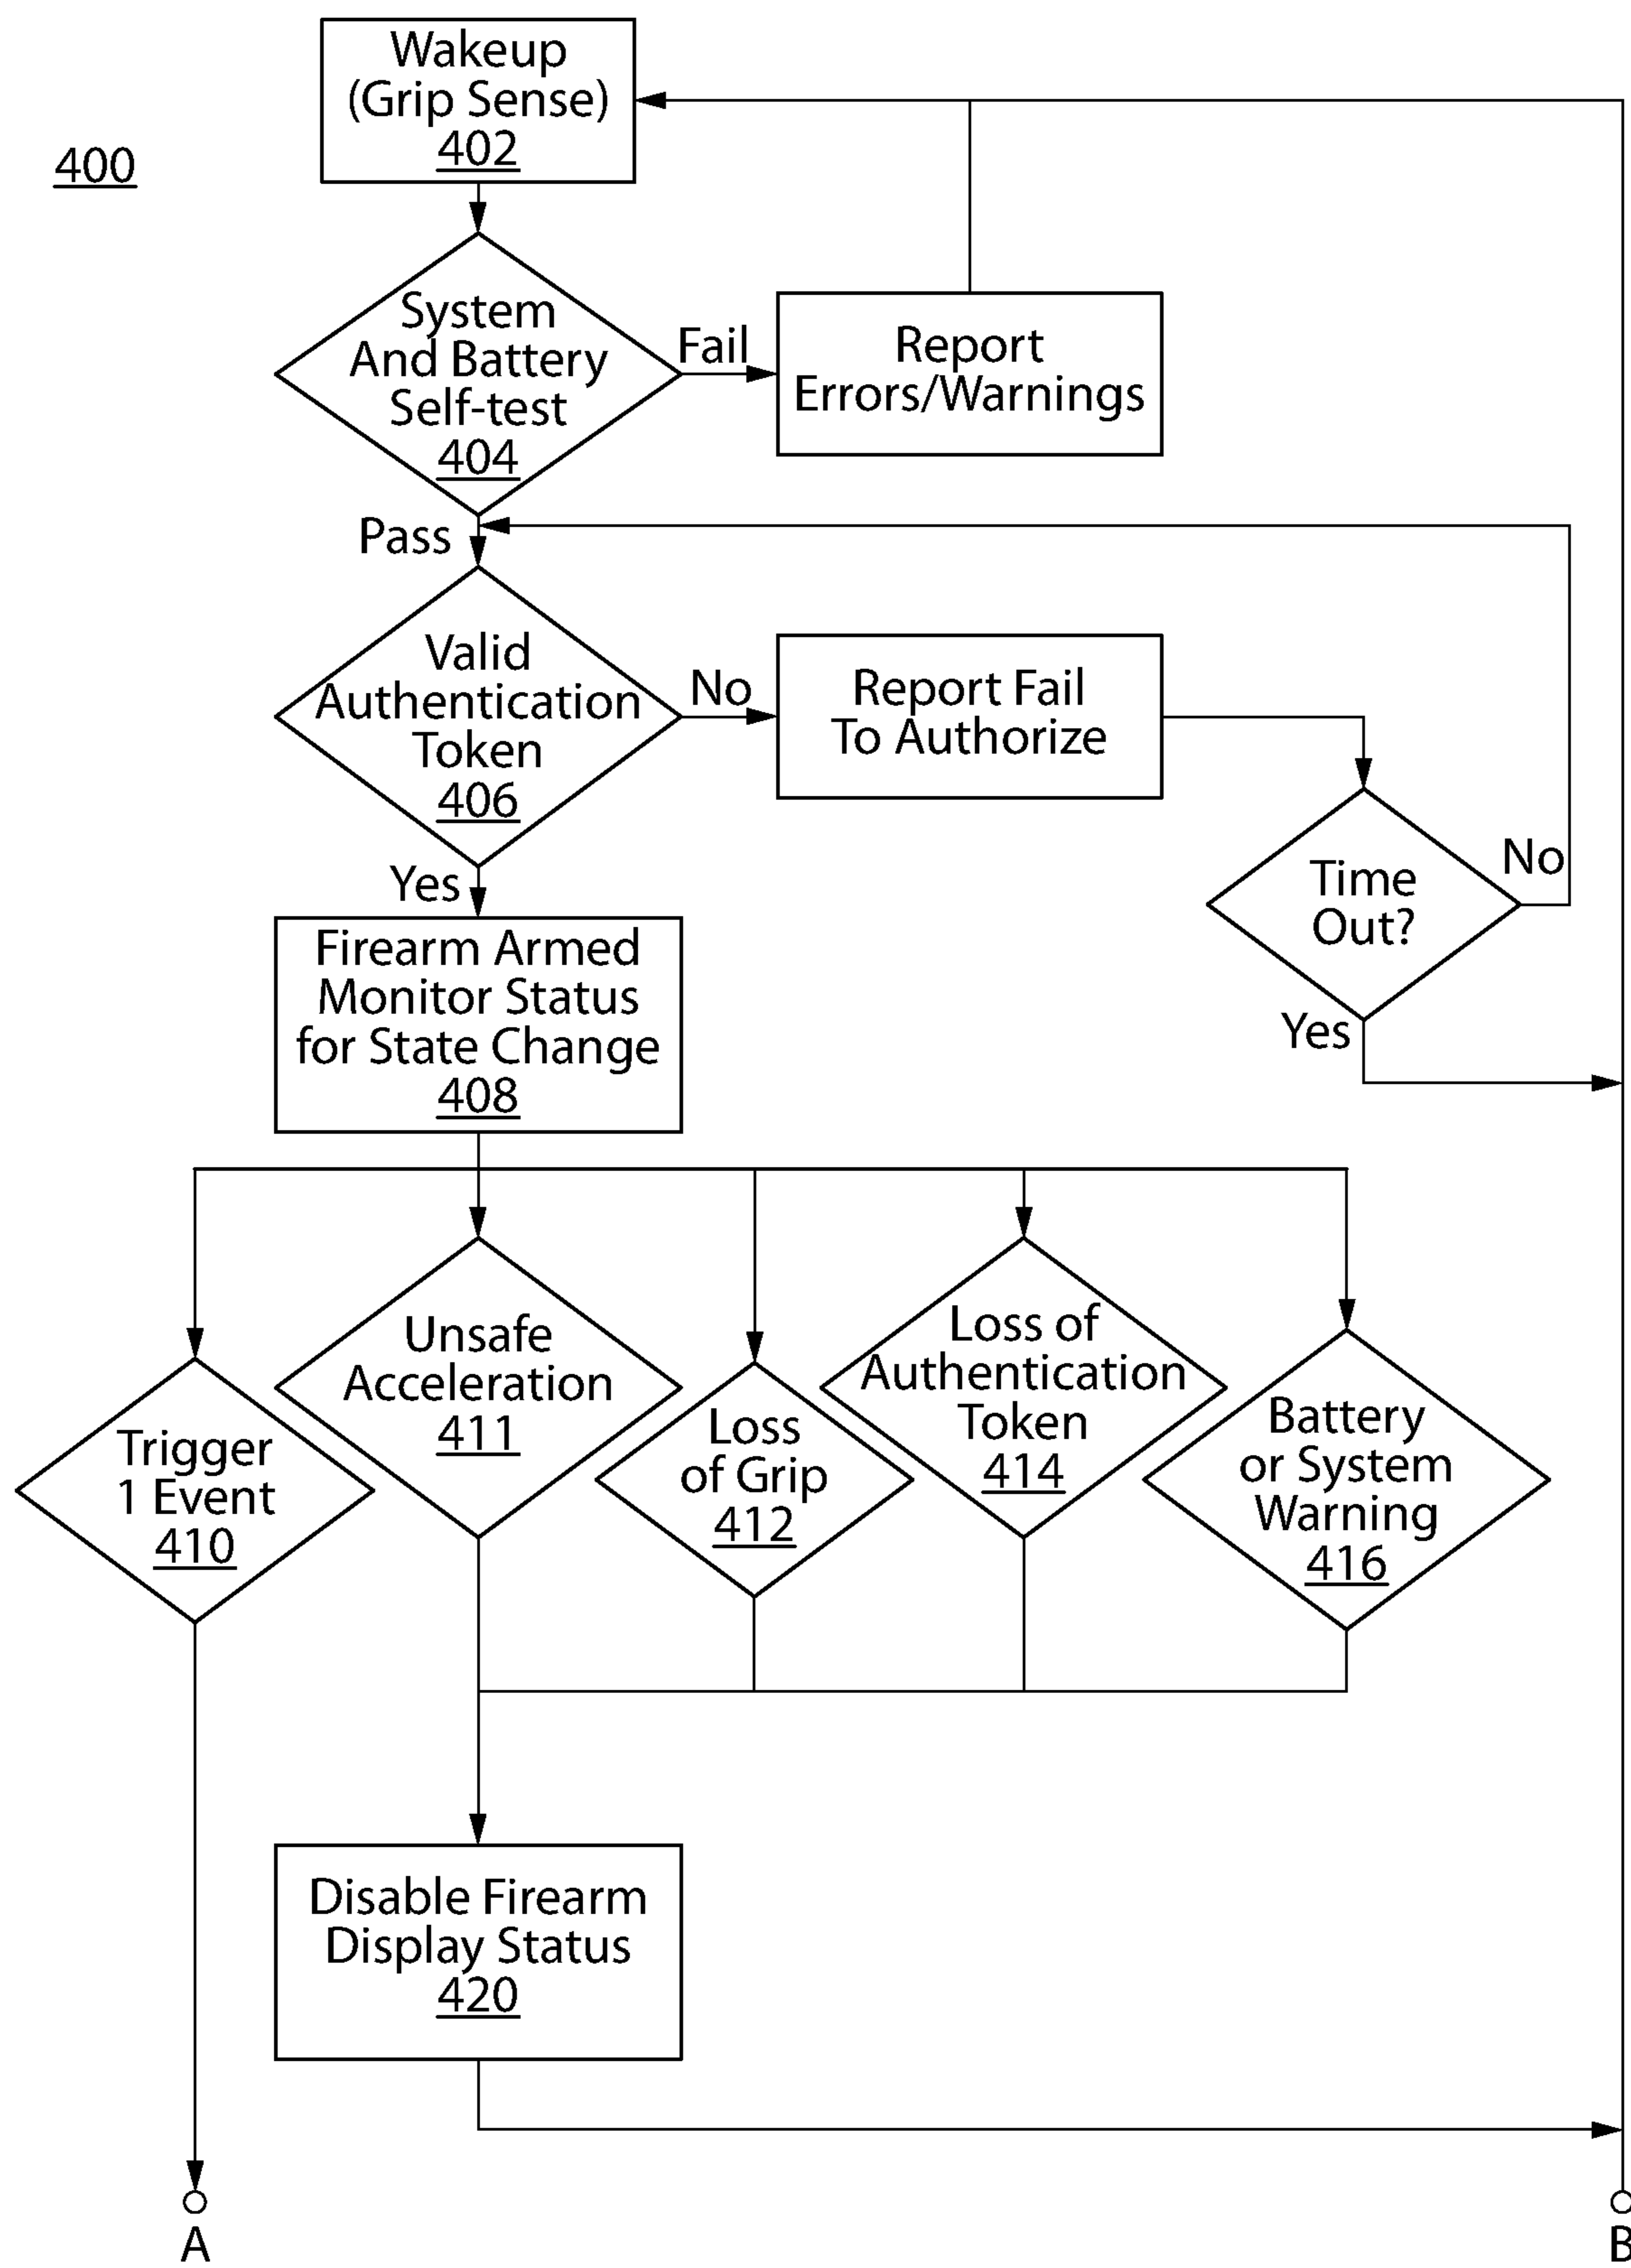 Wakeup
(Grip Sense)
402
400
System
And Battery
Self-test
404
Fail
Report
Errors/Warnings
Pass
Valid
Authentication
Token
406
No
Report Fail
To Authorize
Time
Out?
No
Yes
Yes
Firearm Armed
Monitor Status
for State Change
408
Trigger
1 Event
410
Unsafe
Acceleration
411
Loss
of Grip
412
Loss of
Authentication
Token
414
Battery
or System
Warning
416
Disable Firearm
Display Status
420
A
B